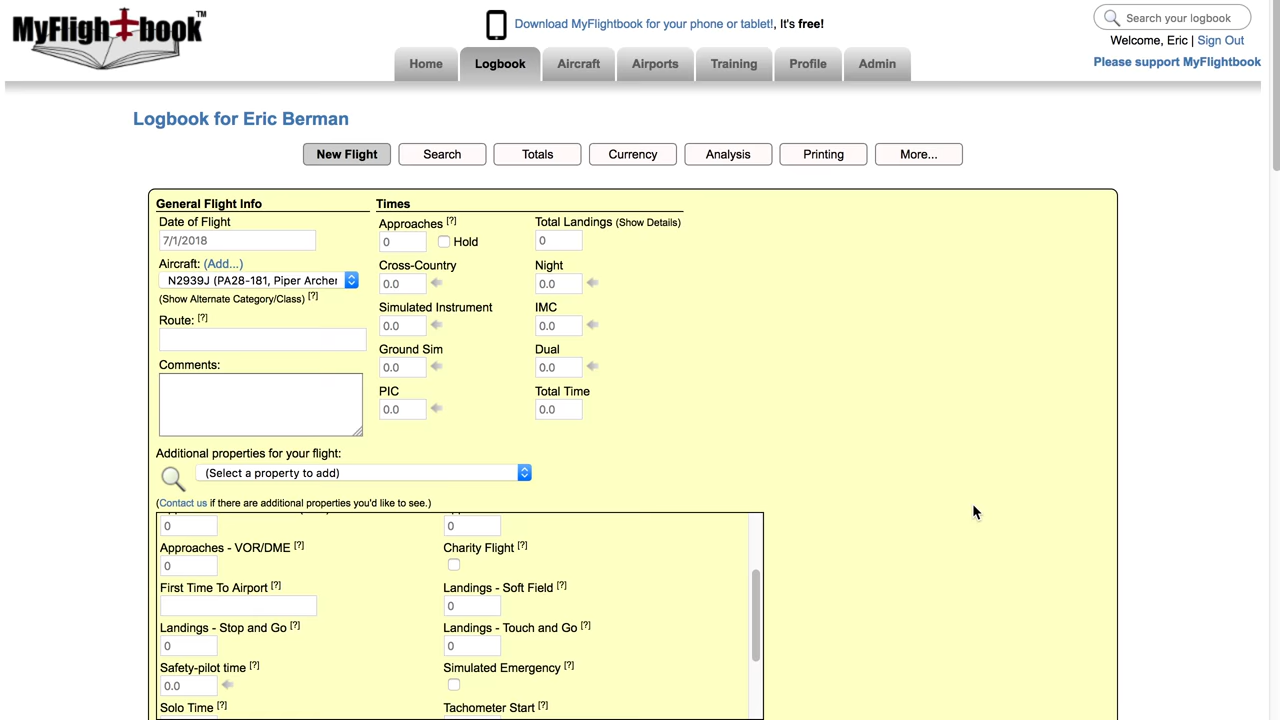 MyFlightbook™
Download MyFlightbook for your phone or tablet!, It's free!
Search your logbook
Welcome, Eric | Sign Out
Please support MyFlightbook
Home Logbook Aircraft Airports Training Profile Admin
Logbook for Eric Berman
New Flight Search Totals Currency Analysis Printing More...
General Flight Info
Date of Flight
7/1/2018
Aircraft: (Add...)
N2939J (PA28-181, Piper Archer
(Show Alternate Category/Class) [?]
Route: [?]
Comments:
Times
Approaches [?] Total Landings (Show Details)
0 Hold 0
Cross-Country Night
0.0 0.0
Simulated Instrument IMC
0.0 0.0
Ground Sim Dual
0.0 0.0
PIC Total Time
0.0 0.0
Additional properties for your flight:
(Select a property to add)
(Contact us if there are additional properties you'd like to see.)
0 0
Approaches - VOR/DME [?] Charity Flight [?]
0
First Time To Airport [?] Landings - Soft Field [?]
0
Landings - Stop and Go [?] Landings - Touch and Go [?]
0 0
Safety-pilot time [?] Simulated Emergency [?]
0.0
Solo Time [?] Tachometer Start [?]